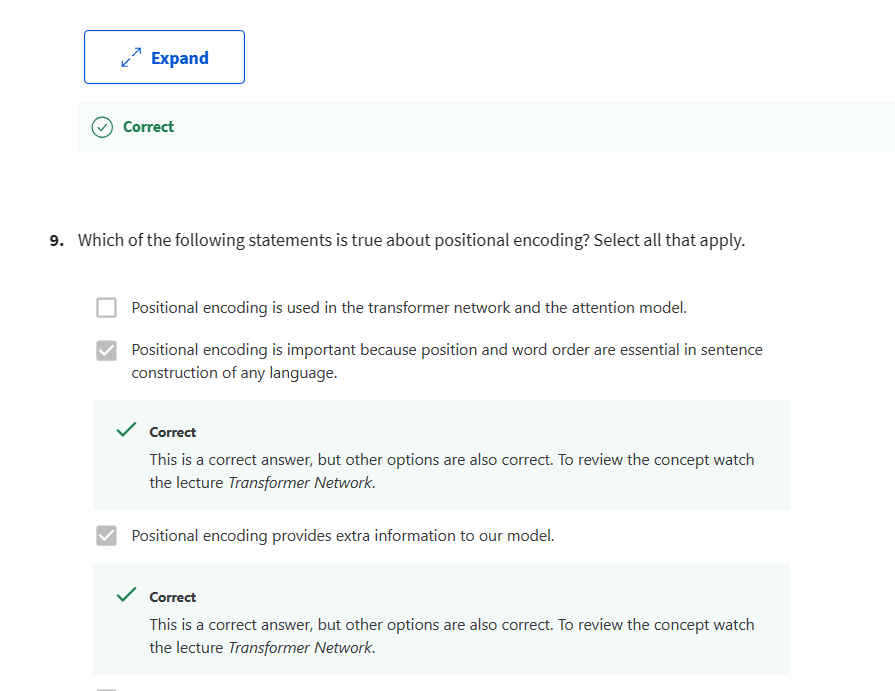 Expand
Correct
9. Which of the following statements is true about positional encoding? Select all that apply.
Positional encoding is used in the transformer network and the attention model.
Positional encoding is important because position and word order are essential in sentence
construction of any language.
Correct
This is a correct answer, but other options are also correct. To review the concept watch
the lecture Transformer Network.
Positional encoding provides extra information to our model.
Correct
This is a correct answer, but other options are also correct. To review the concept watch
the lecture Transformer Network.